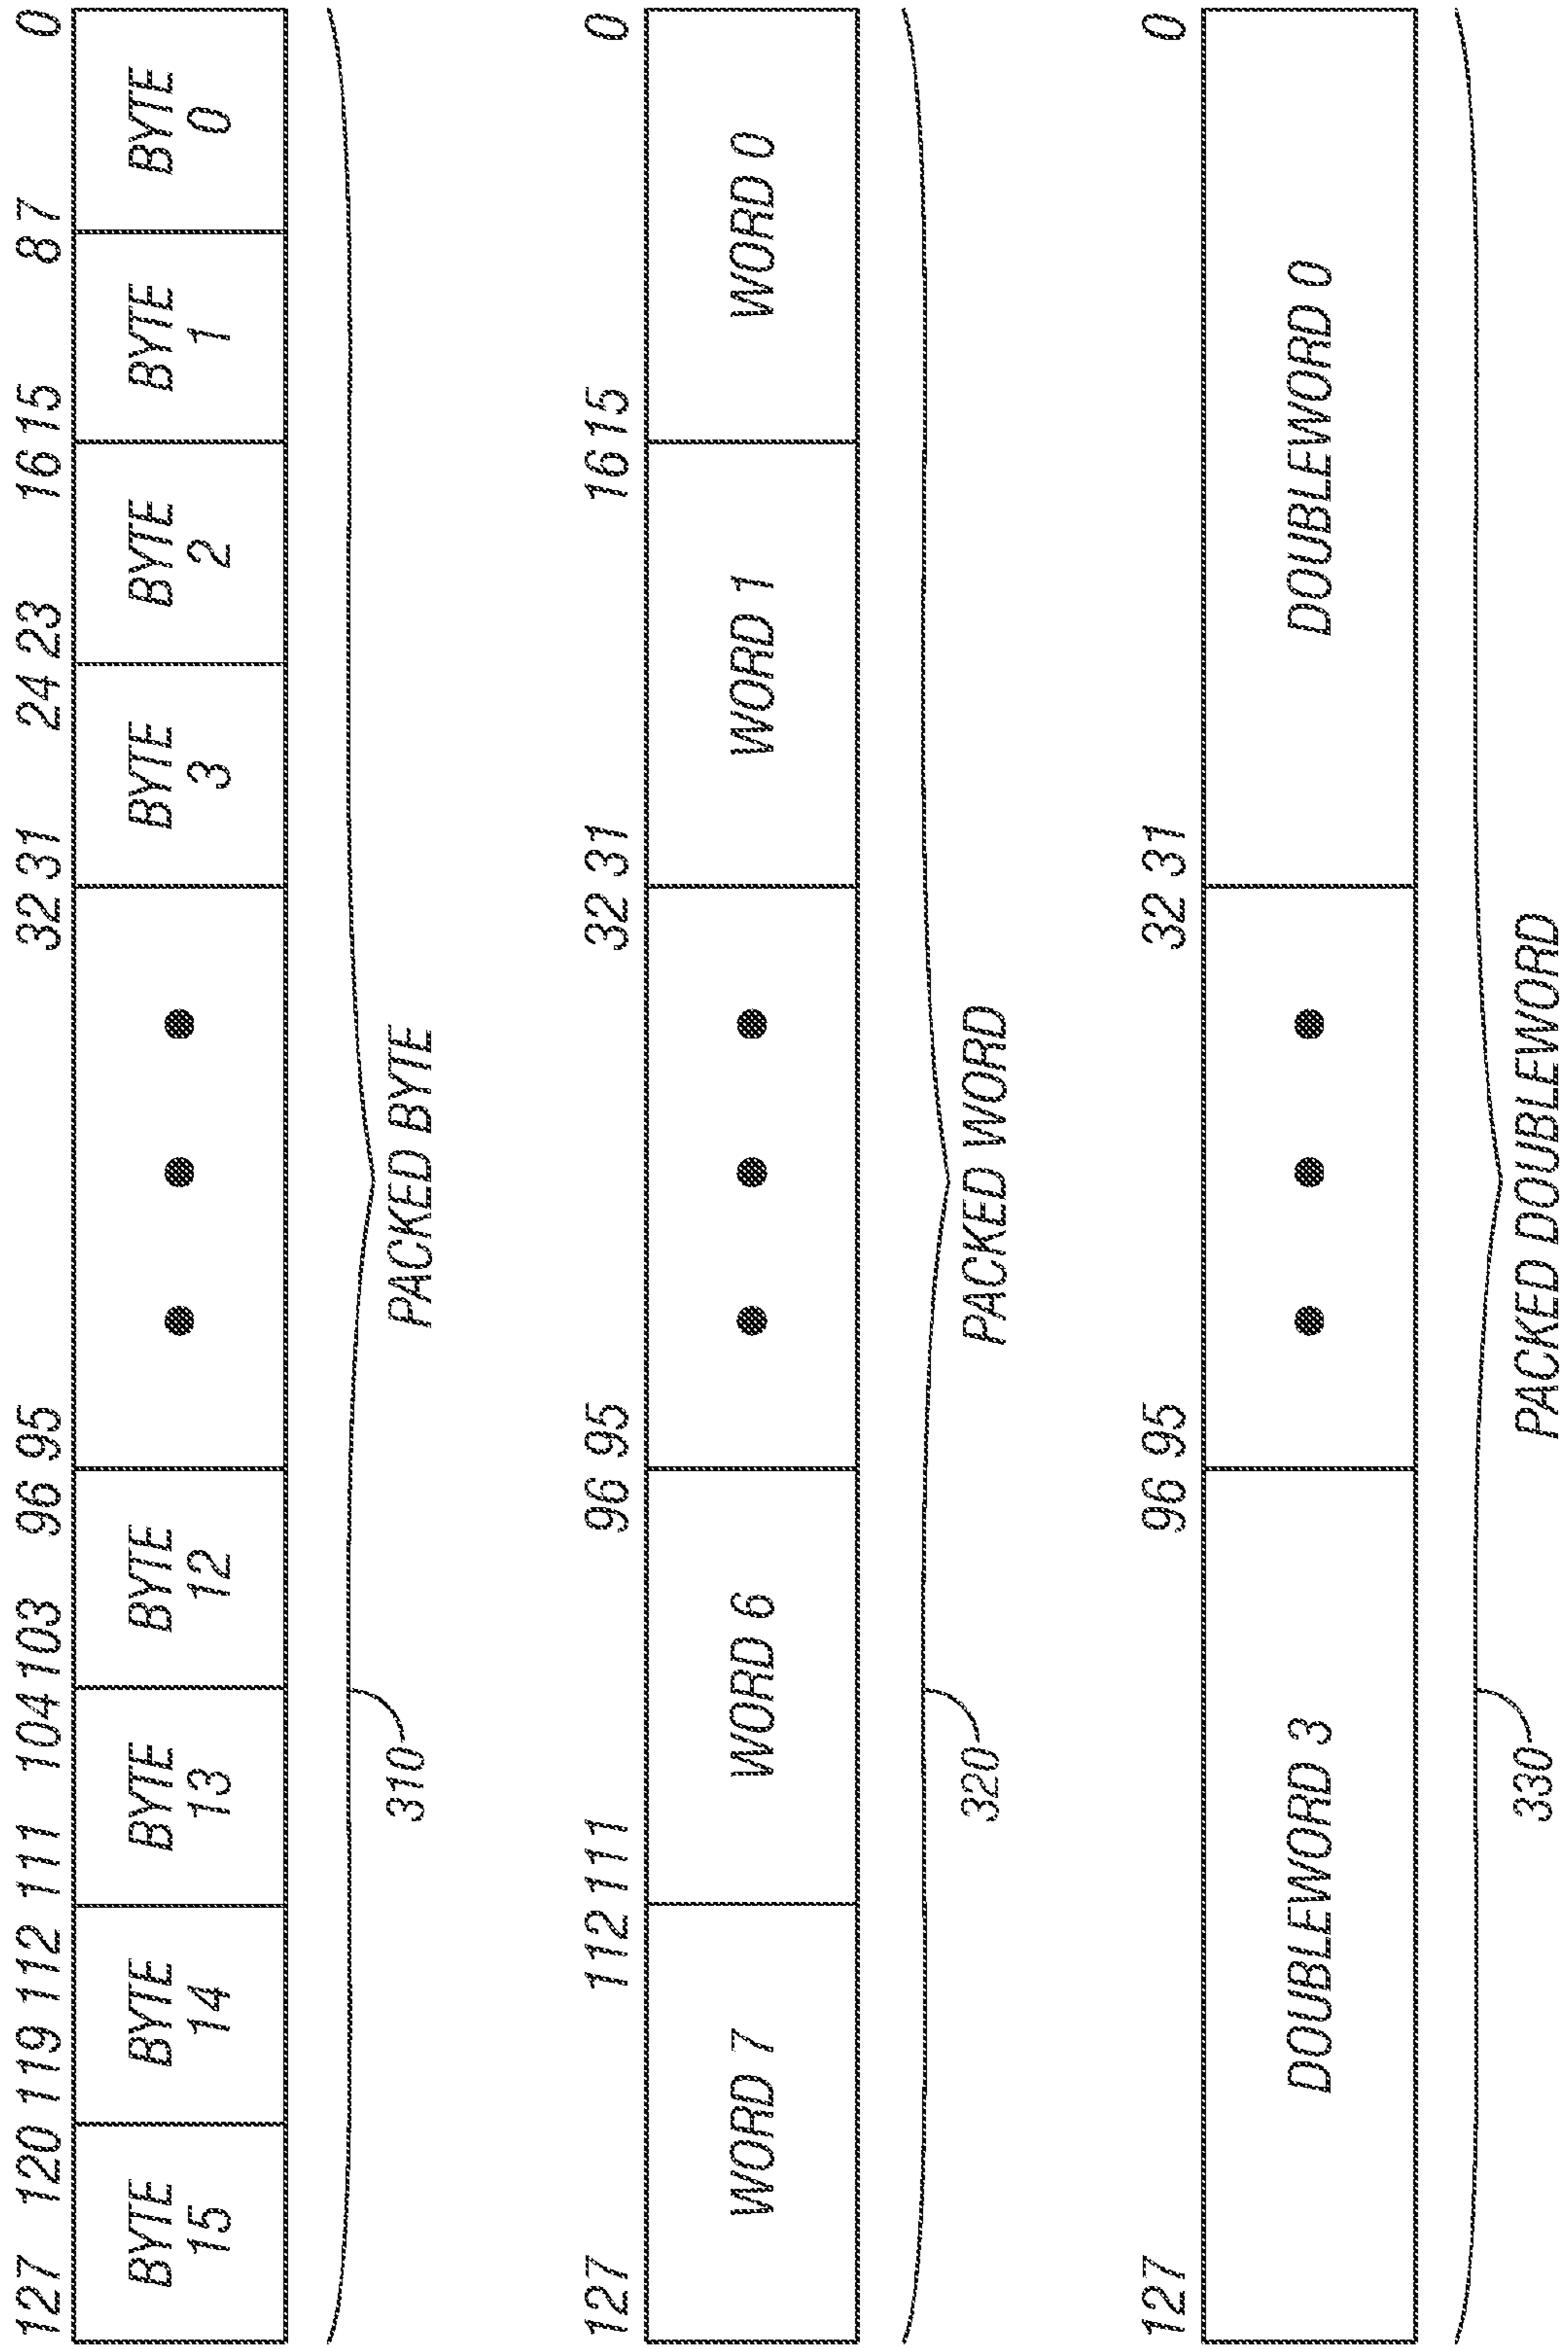 127 120 119 112 111 104 103 96 95 32 31 24 23 16 15 8 7 0
BYTE 15
BYTE 14
BYTE 13
BYTE 12
BYTE 3
BYTE 2
BYTE 1
BYTE 0
310
PACKED BYTE
127 112 111 96 95 32 31 16 15 0
WORD 7
WORD 6
WORD 1
WORD 0
320
PACKED WORD
127 96 95 32 31 0
DOUBLEWORD 3
DOUBLEWORD 0
330
PACKED DOUBLEWORD